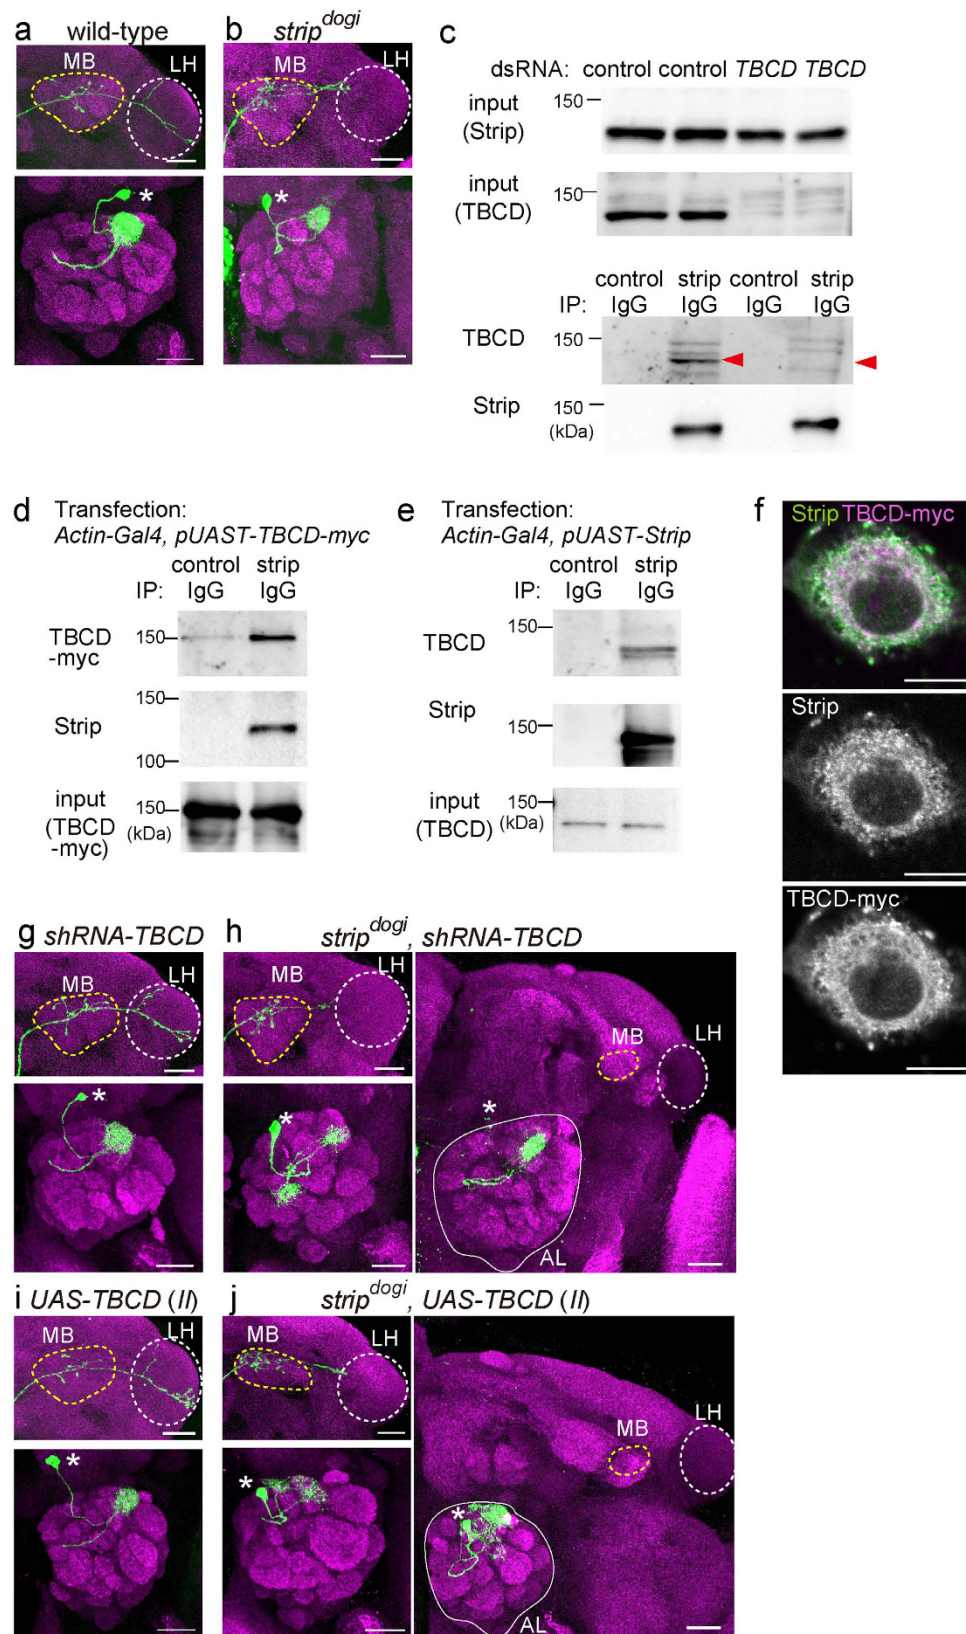 a wild-type
MB
LH
*
b strip^dogi
MB
LH
*
c
dsRNA: control control TBCD TBCD
input (Strip)
150
input (TBCD)
150
control IgG strip IgG control IgG strip IgG
IP:
TBCD
150
Strip
150
(kDa)
d Transfection:
Actin-Gal4, pUAST-TBCD-myc
control IgG strip IgG
IP:
TBCD
-myc
150
Strip
150
100
input
(TBCD
-myc)
150
(kDa)
e Transfection:
Actin-Gal4, pUAST-Strip
control IgG strip IgG
IP:
TBCD
150
Strip
150
input
(TBCD)
150
(kDa)
f
Strip TBCD-myc
Strip
TBCD-myc
g shRNA-TBCD
MB
LH
*
h strip^dogi, shRNA-TBCD
MB
LH
*
MB
LH
*
AL
i UAS-TBCD (II)
MB
LH
*
j strip^dogi, UAS-TBCD (II)
MB
LH
*
MB
LH
*
AL